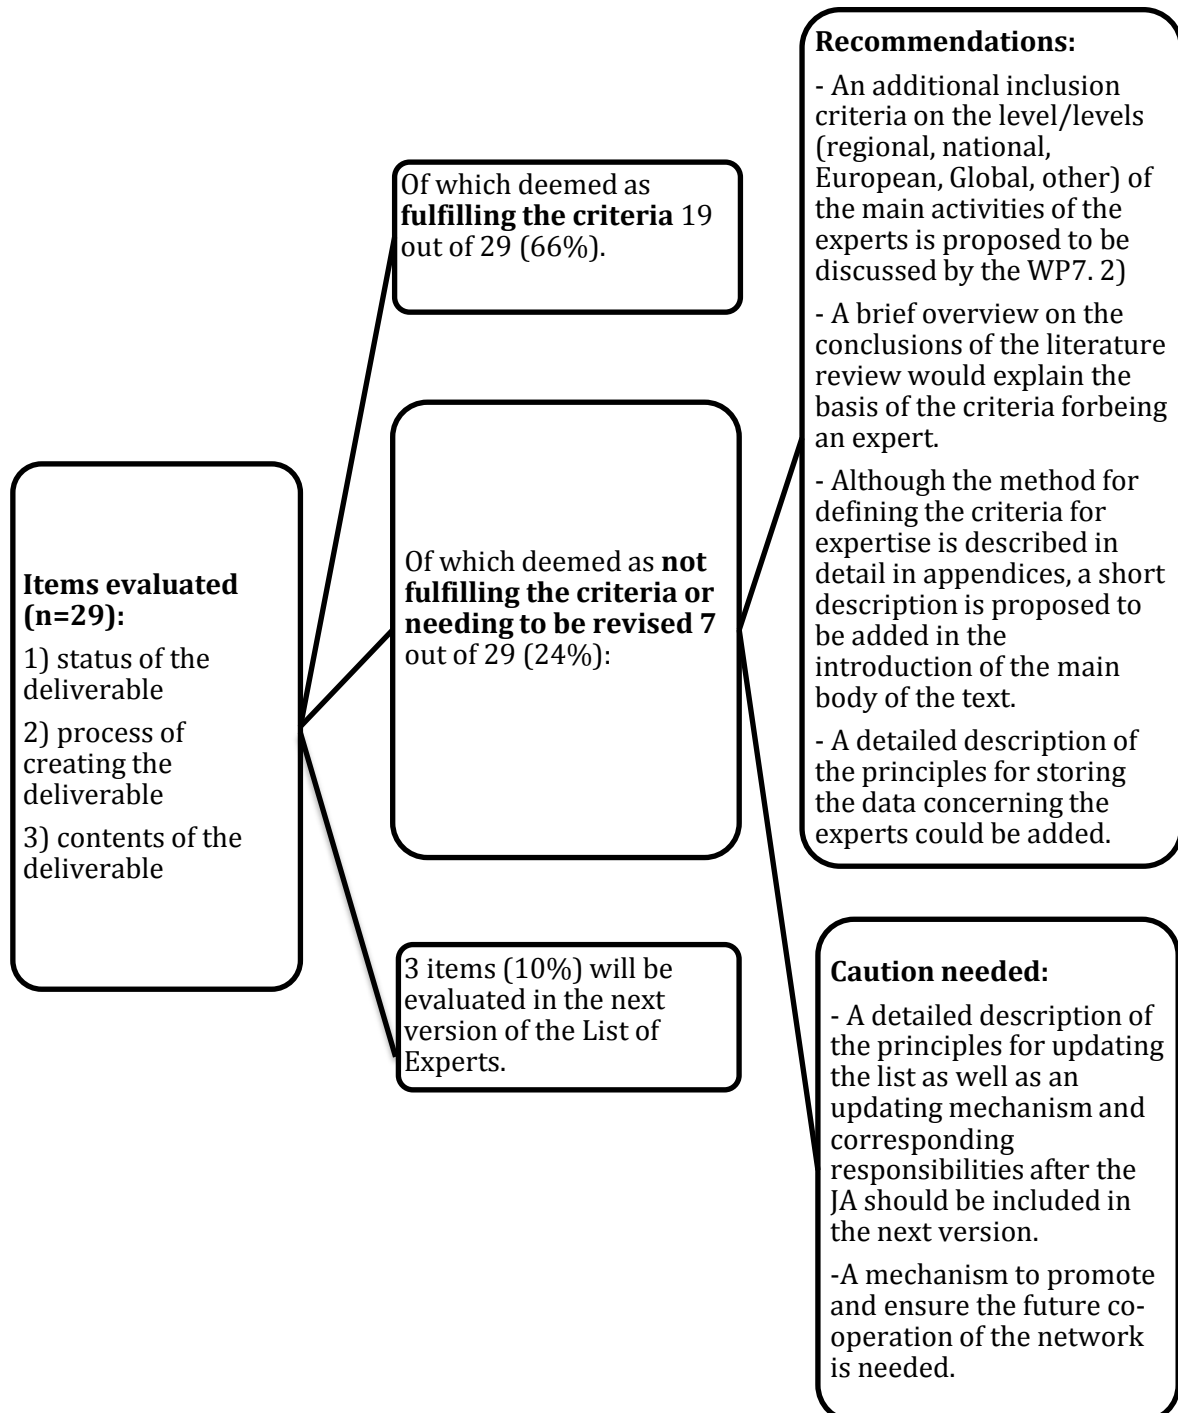 Items evaluated
(n=29):
1) status of the
deliverable
2) process of
creating the
deliverable
3) contents of the
deliverable
Of which deemed as
fulfilling the criteria 19
out of 29 (66%).
Of which deemed as not
fulfilling the criteria or
needing to be revised 7
out of 29 (24%):
3 items (10%) will be
evaluated in the next
version of the List of
Experts.
Recommendations:
- An additional inclusion
criteria on the level/levels
(regional, national,
European, Global, other) of
the main activities of the
experts is proposed to be
discussed by the WP7. 2)
- A brief overview on the
conclusions of the literature
review would explain the
basis of the criteria forbeing
an expert.
- Although the method for
defining the criteria for
expertise is described in
detail in appendices, a short
description is proposed to
be added in the
introduction of the main
body of the text.
- A detailed description of
the principles for storing
the data concerning the
experts could be added.
Caution needed:
- A detailed description of
the principles for updating
the list as well as an
updating mechanism and
corresponding
responsibilities after the
JA should be included in
the next version.
-A mechanism to promote
and ensure the future co-
operation of the network
is needed.